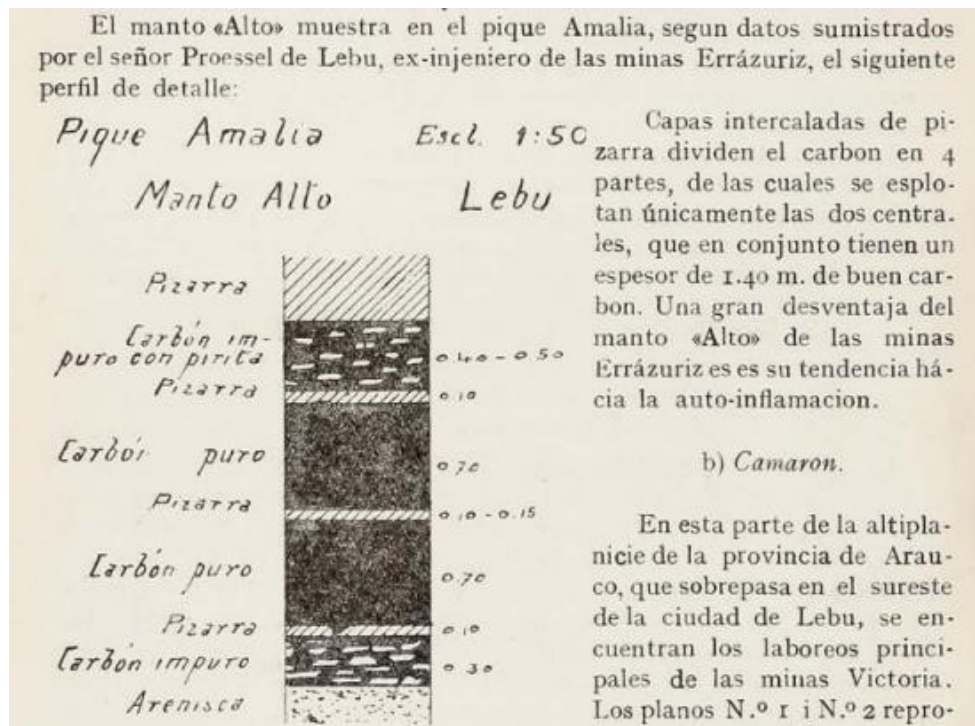 El manto «Alto» muestra en el pique Amalia, segun datos sumistrados
por el señor Proessel de Lebu, ex-injeniero de las minas Errázuriz, el siguiente
perfil de detalle:
Pique Amalia Escl. 1:50
Manto Alto Lebu
Pizarra
Carbón im-
puro con pirita 0.40 - 0.50
Pizarra 0.10
Carbón puro 0.70
Pizarra 0.10 - 0.15
Carbón puro 0.70
Pizarra 0.10
Carbón impuro 0.30
Arenisca
Capas intercaladas de pi-
zarra dividen el carbon en 4
partes, de las cuales se esplo-
tan únicamente las dos centra.
les, que en conjunto tienen un
espesor de 1.40 m. de buen car-
bon. Una gran desventaja del
manto «Alto» de las minas
Errázuriz es es su tendencia há-
cia la auto-inflamacion.
b) Camaron.
En esta parte de la altipla-
nicie de la provincia de Arau-
co, que sobrepasa en el sureste
de la ciudad de Lebu, se en-
cuentran los laboreos princi-
pales de las minas Victoria.
Los planos N.º 1 i N.º 2 repro-